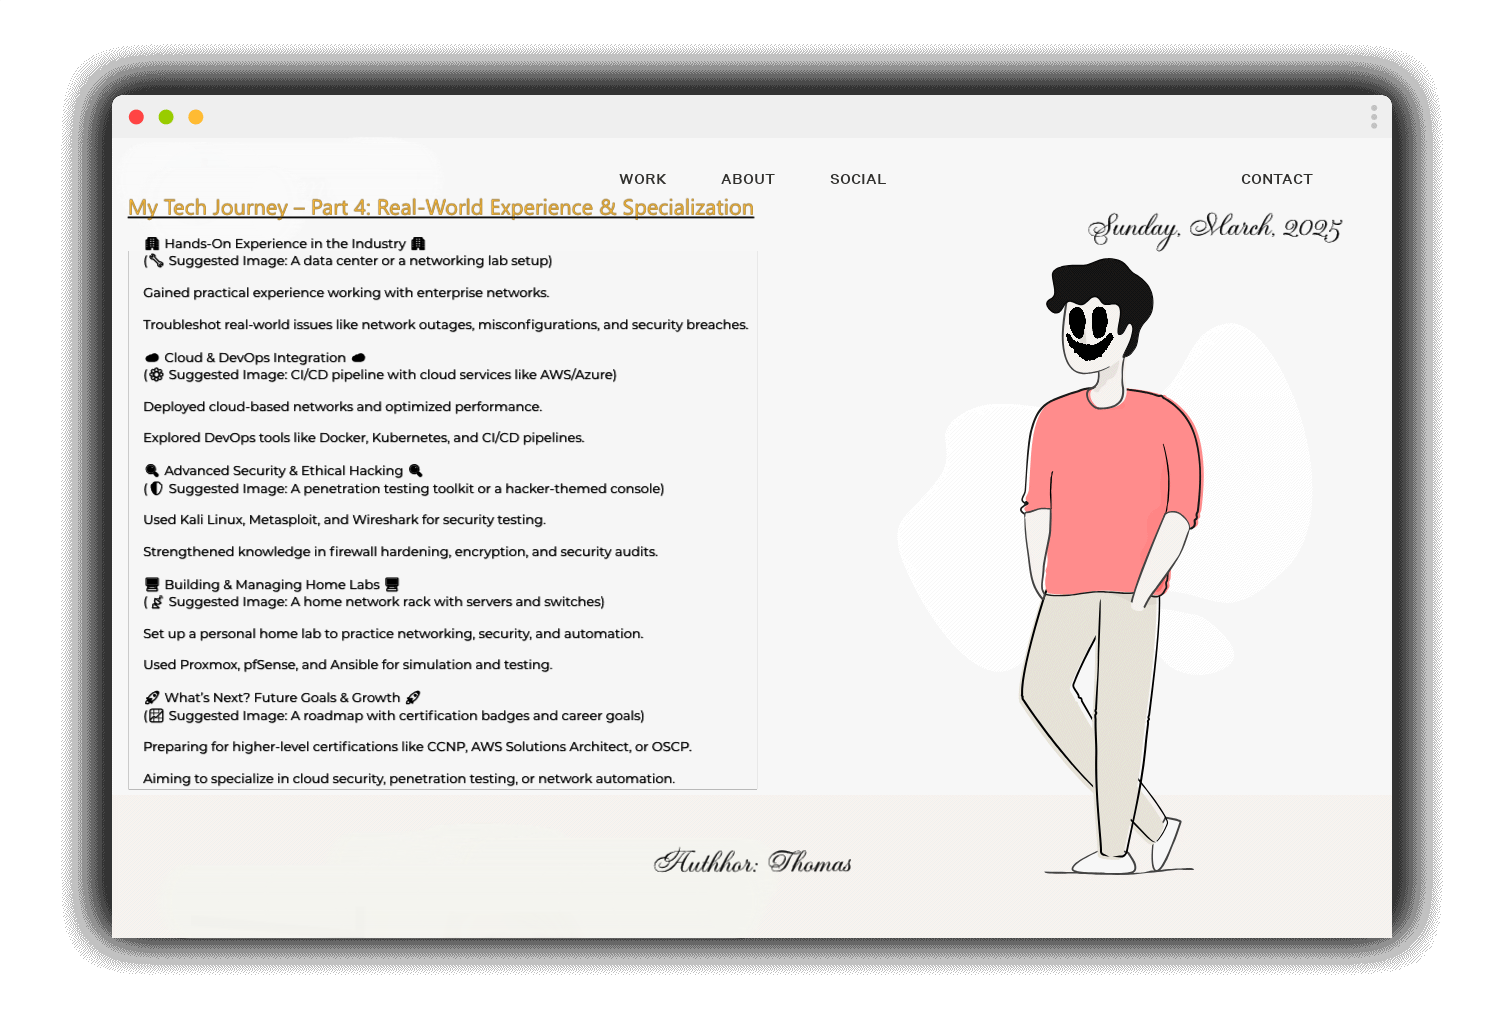 WORK ABOUT SOCIAL CONTACT
My Tech Journey – Part 4: Real-World Experience & Specialization
Sunday, March, 2025
🏢 Hands-On Experience in the Industry 🏢
(🔧 Suggested Image: A data center or a networking lab setup)
Gained practical experience working with enterprise networks.
Troubleshot real-world issues like network outages, misconfigurations, and security breaches.
☁ Cloud & DevOps Integration ☁
(⚙ Suggested Image: CI/CD pipeline with cloud services like AWS/Azure)
Deployed cloud-based networks and optimized performance.
Explored DevOps tools like Docker, Kubernetes, and CI/CD pipelines.
🔍 Advanced Security & Ethical Hacking 🔍
(🛡 Suggested Image: A penetration testing toolkit or a hacker-themed console)
Used Kali Linux, Metasploit, and Wireshark for security testing.
Strengthened knowledge in firewall hardening, encryption, and security audits.
🖥 Building & Managing Home Labs 🖥
(🔬 Suggested Image: A home network rack with servers and switches)
Set up a personal home lab to practice networking, security, and automation.
Used Proxmox, pfSense, and Ansible for simulation and testing.
🚀 What’s Next? Future Goals & Growth 🚀
(🗺 Suggested Image: A roadmap with certification badges and career goals)
Preparing for higher-level certifications like CCNP, AWS Solutions Architect, or OSCP.
Aiming to specialize in cloud security, penetration testing, or network automation.
Authhor: Thomas